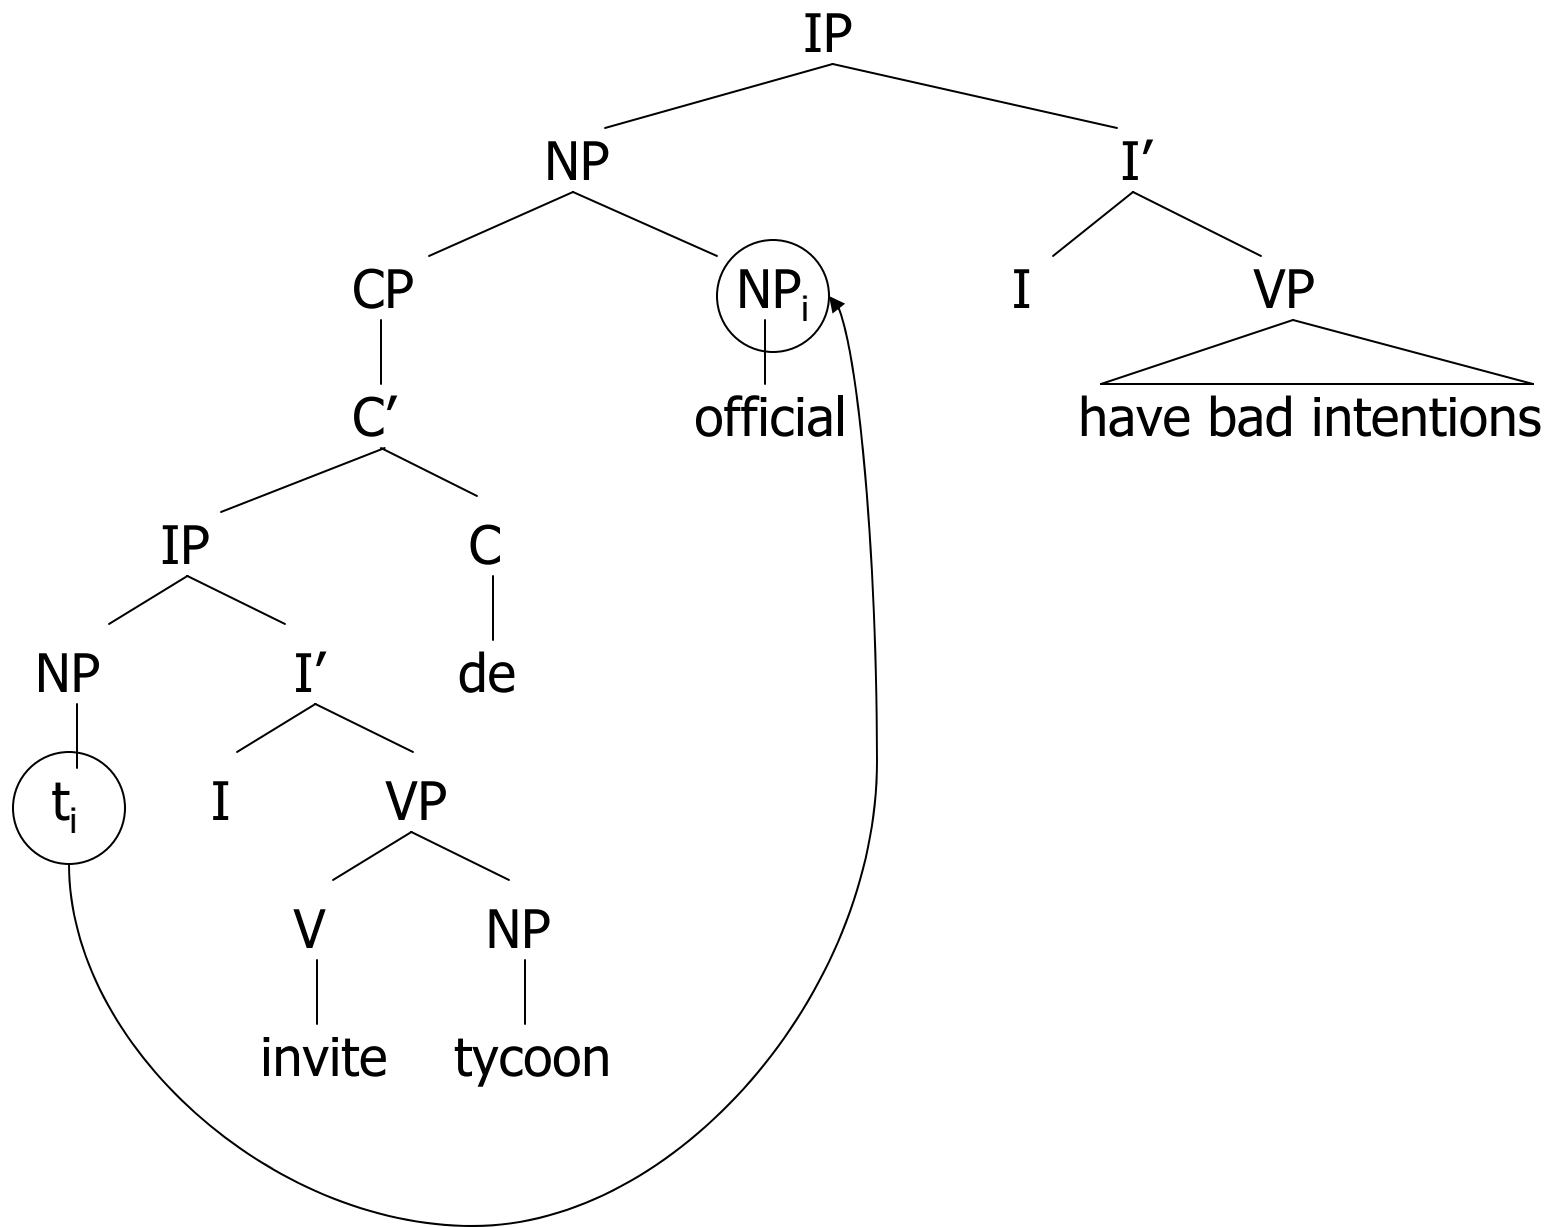 IP
NP I′
CP NPi I VP
C′ official have bad intentions
IP C
NP I′ de
ti I VP
V NP
invite tycoon